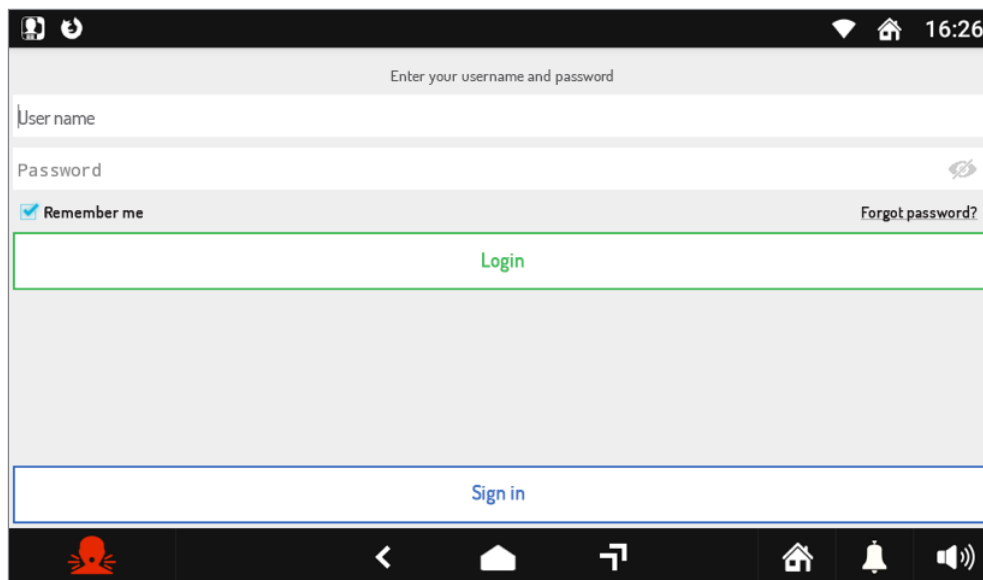 16:26
Enter your username and password
User name
Password
Remember me Forgot password?
Login
Sign in